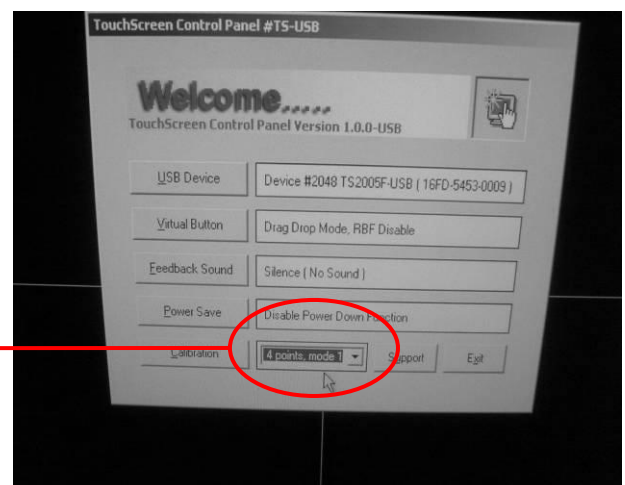 TouchScreen Control Panel #TS-USB
Welcome.....
TouchScreen Control Panel Version 1.0.0-USB
USB Device
Device #2048 TS2005F-USB ( 16FD-5453-0009 )
Virtual Button
Drag Drop Mode, RBF Disable
Feedback Sound
Silence ( No Sound )
Power Save
Disable Power Down Function
Calibration
4 points, mode 1
Support
Exit